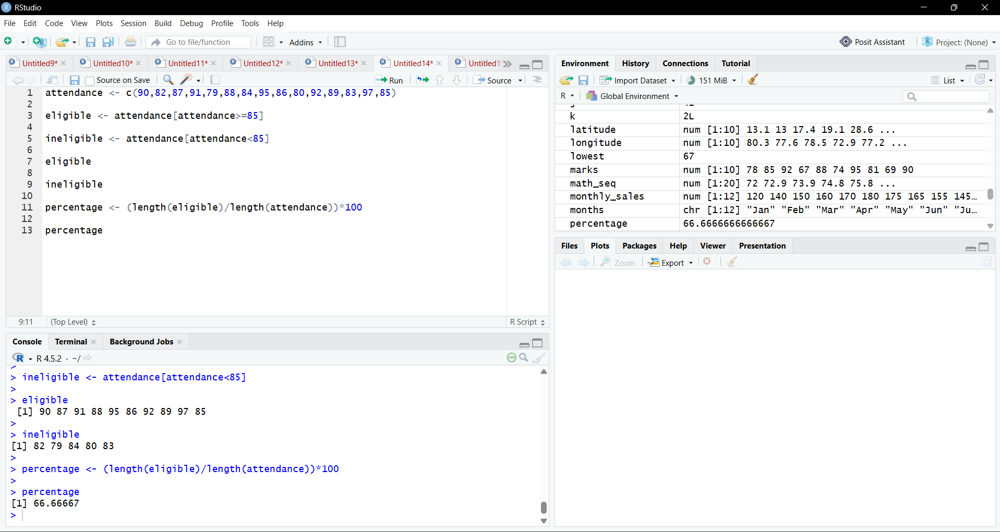 RStudio
File Edit Code View Plots Session Build Debug Profile Tools Help
Go to file/function Addins Posit Assistant Project: (None)
Untitled9* Untitled10* Untitled11* Untitled12* Untitled13* Untitled14* Untitled1
Source on Save Run Source
1 attendance <- c(90,82,87,91,79,88,84,95,86,80,92,89,83,97,85)
2
3 eligible <- attendance[attendance>=85]
4
5 ineligible <- attendance[attendance<85]
6
7 eligible
8
9 ineligible
10
11 percentage <- (length(eligible)/length(attendance))*100
12
13 percentage
9:11 (Top Level) R Script
Console Terminal Background Jobs
R 4.5.2 · ~/
>
> ineligible <- attendance[attendance<85]
>
> eligible
[1] 90 87 91 88 95 86 92 89 97 85
>
> ineligible
[1] 82 79 84 80 83
>
> percentage <- (length(eligible)/length(attendance))*100
>
> percentage
[1] 66.66667
>
Environment History Connections Tutorial
Import Dataset 151 MiB List
R Global Environment
k 2L
latitude num [1:10] 13.1 13 17.4 19.1 28.6 ...
longitude num [1:10] 80.3 77.6 78.5 72.9 77.2 ...
lowest 67
marks num [1:10] 78 85 92 67 88 74 95 81 69 90
math_seq num [1:20] 72 72.9 73.9 74.8 75.8 ...
monthly_sales num [1:12] 120 140 150 160 170 180 175 165 155 145…
months chr [1:12] "Jan" "Feb" "Mar" "Apr" "May" "Jun" "Ju…
percentage 66.6666666666667
Files Plots Packages Help Viewer Presentation
Zoom Export